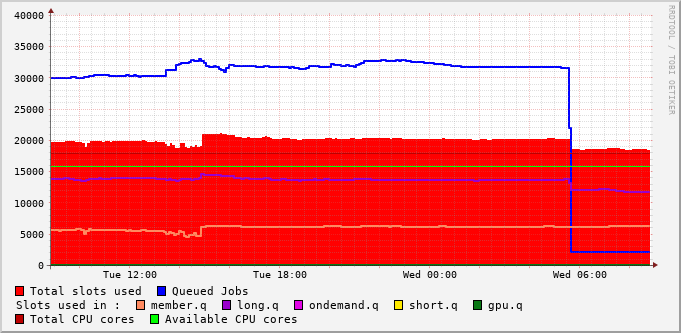 RRDTOOL / TOBI OETIKER
40000
35000
30000
25000
20000
15000
10000
5000
0
Tue 12:00 Tue 18:00 Wed 00:00 Wed 06:00
Total slots used Queued Jobs
Slots used in : member.q long.q ondemand.q short.q gpu.q
Total CPU cores Available CPU cores